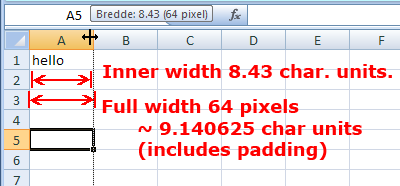 A5 Bredde: 8.43 (64 pixel) fx
A B C D E F
1 hello
2 Inner width 8.43 char. units.
3 Full width 64 pixels
4 ~ 9.140625 char units
5 (includes padding)
6
7